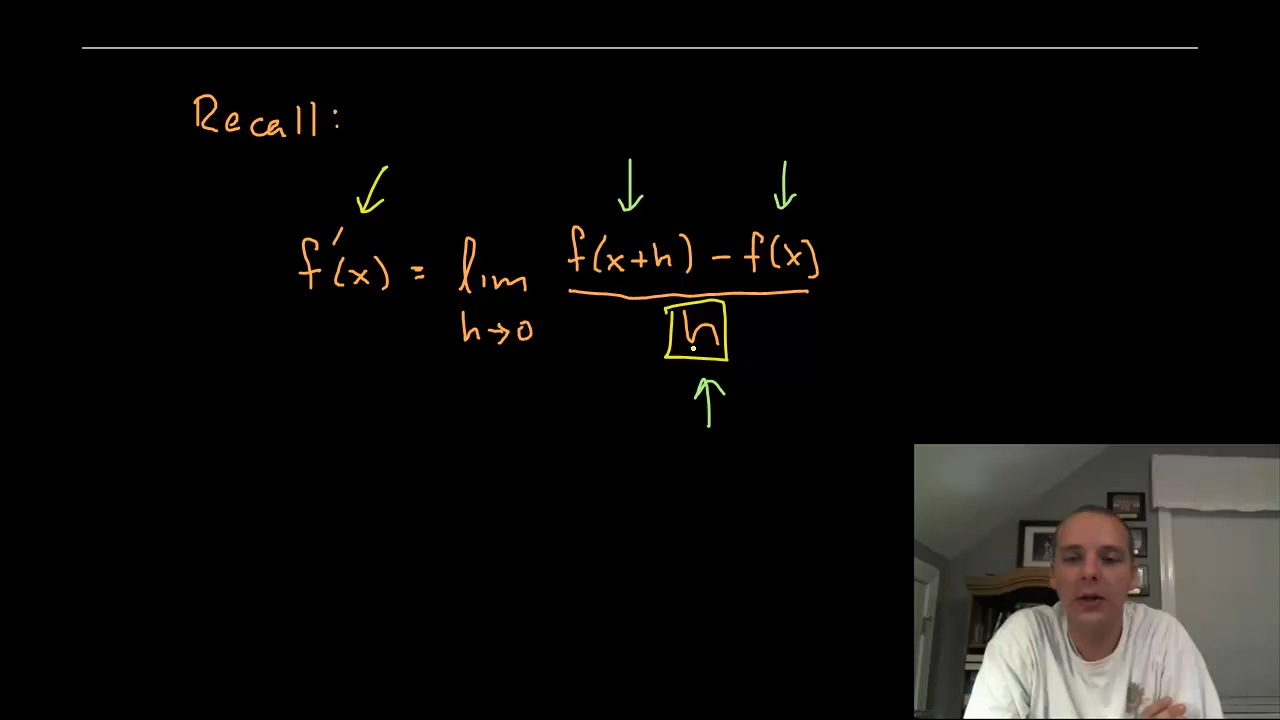 Recall:
f'(x) = lim h→0 f(x+h) - f(x) / h